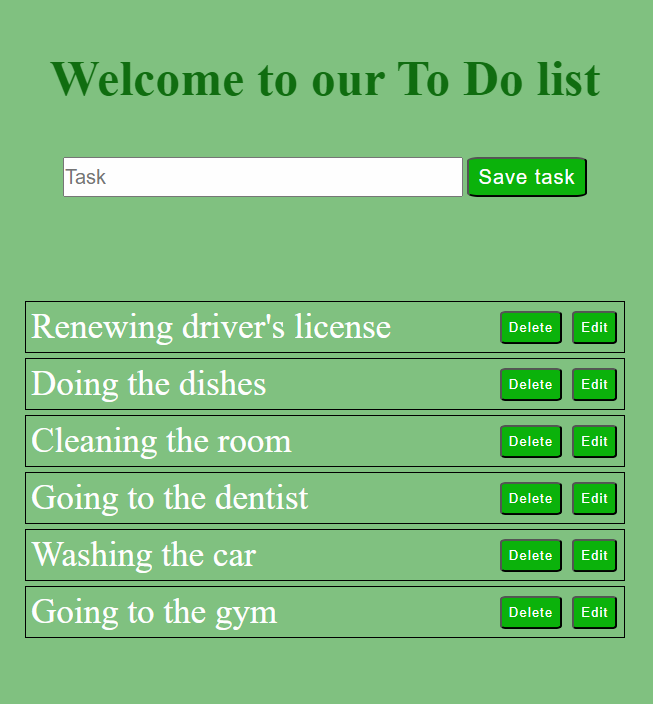 Welcome to our To Do list
Task Save task
Renewing driver's license Delete Edit
Doing the dishes Delete Edit
Cleaning the room Delete Edit
Going to the dentist Delete Edit
Washing the car Delete Edit
Going to the gym Delete Edit